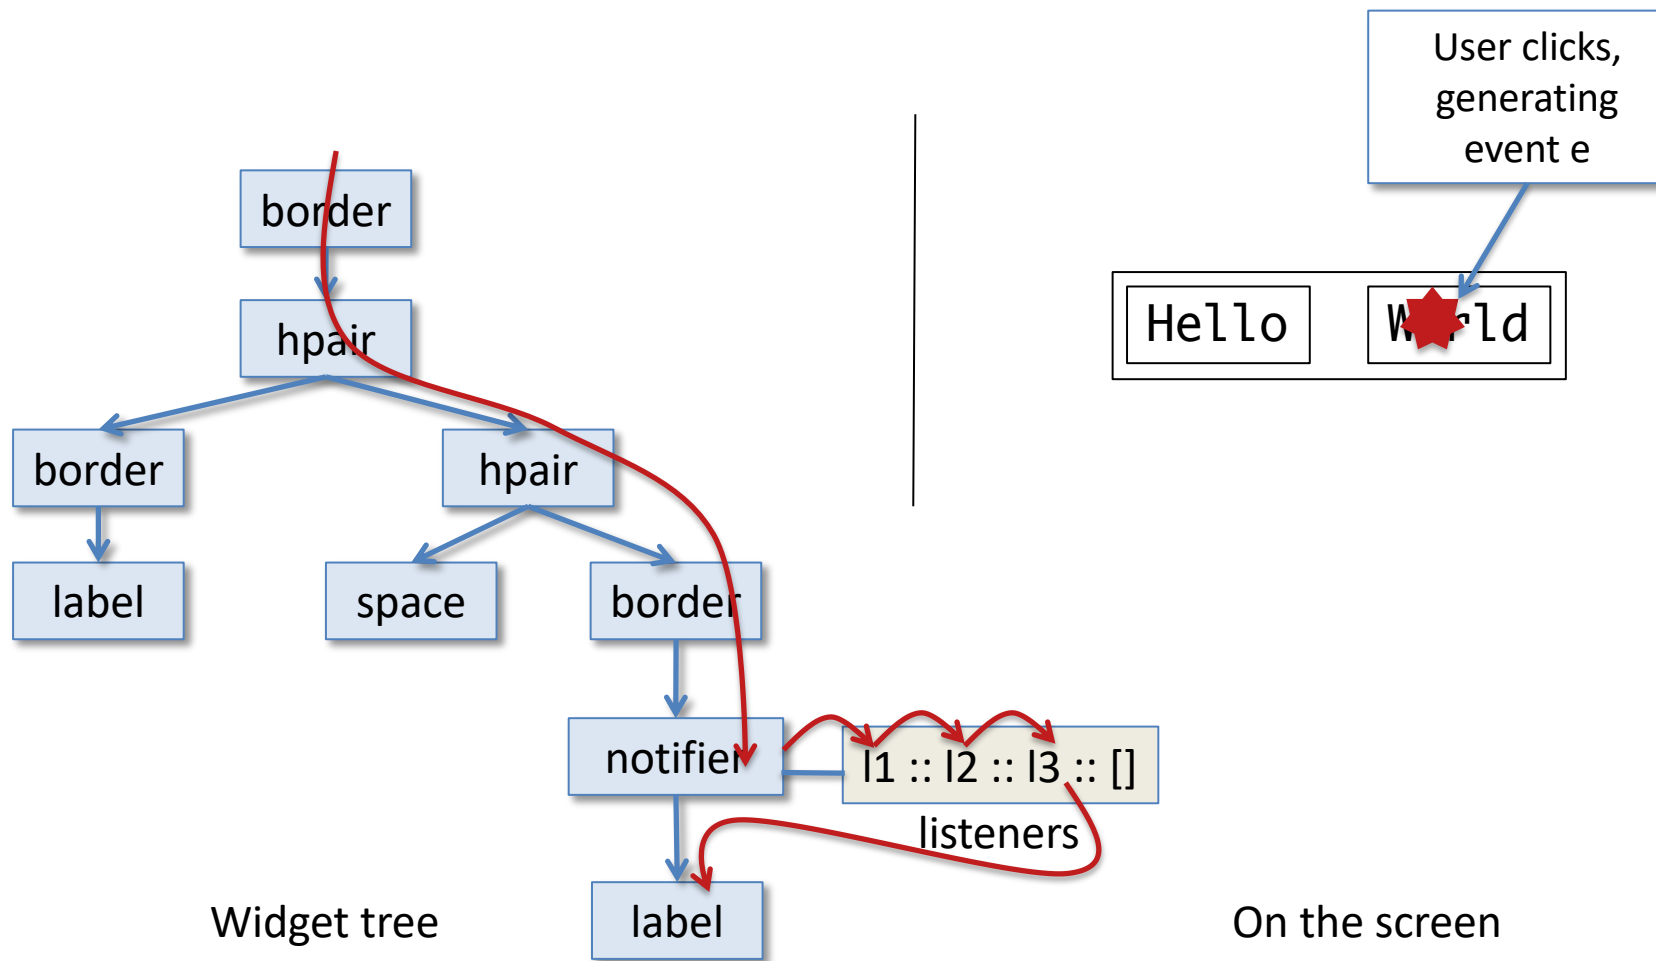 User clicks,
generating
event e
border
hpair
Hello
World
border
hpair
label
space
border
notifier
l1 :: l2 :: l3 :: []
listeners
label
Widget tree
On the screen